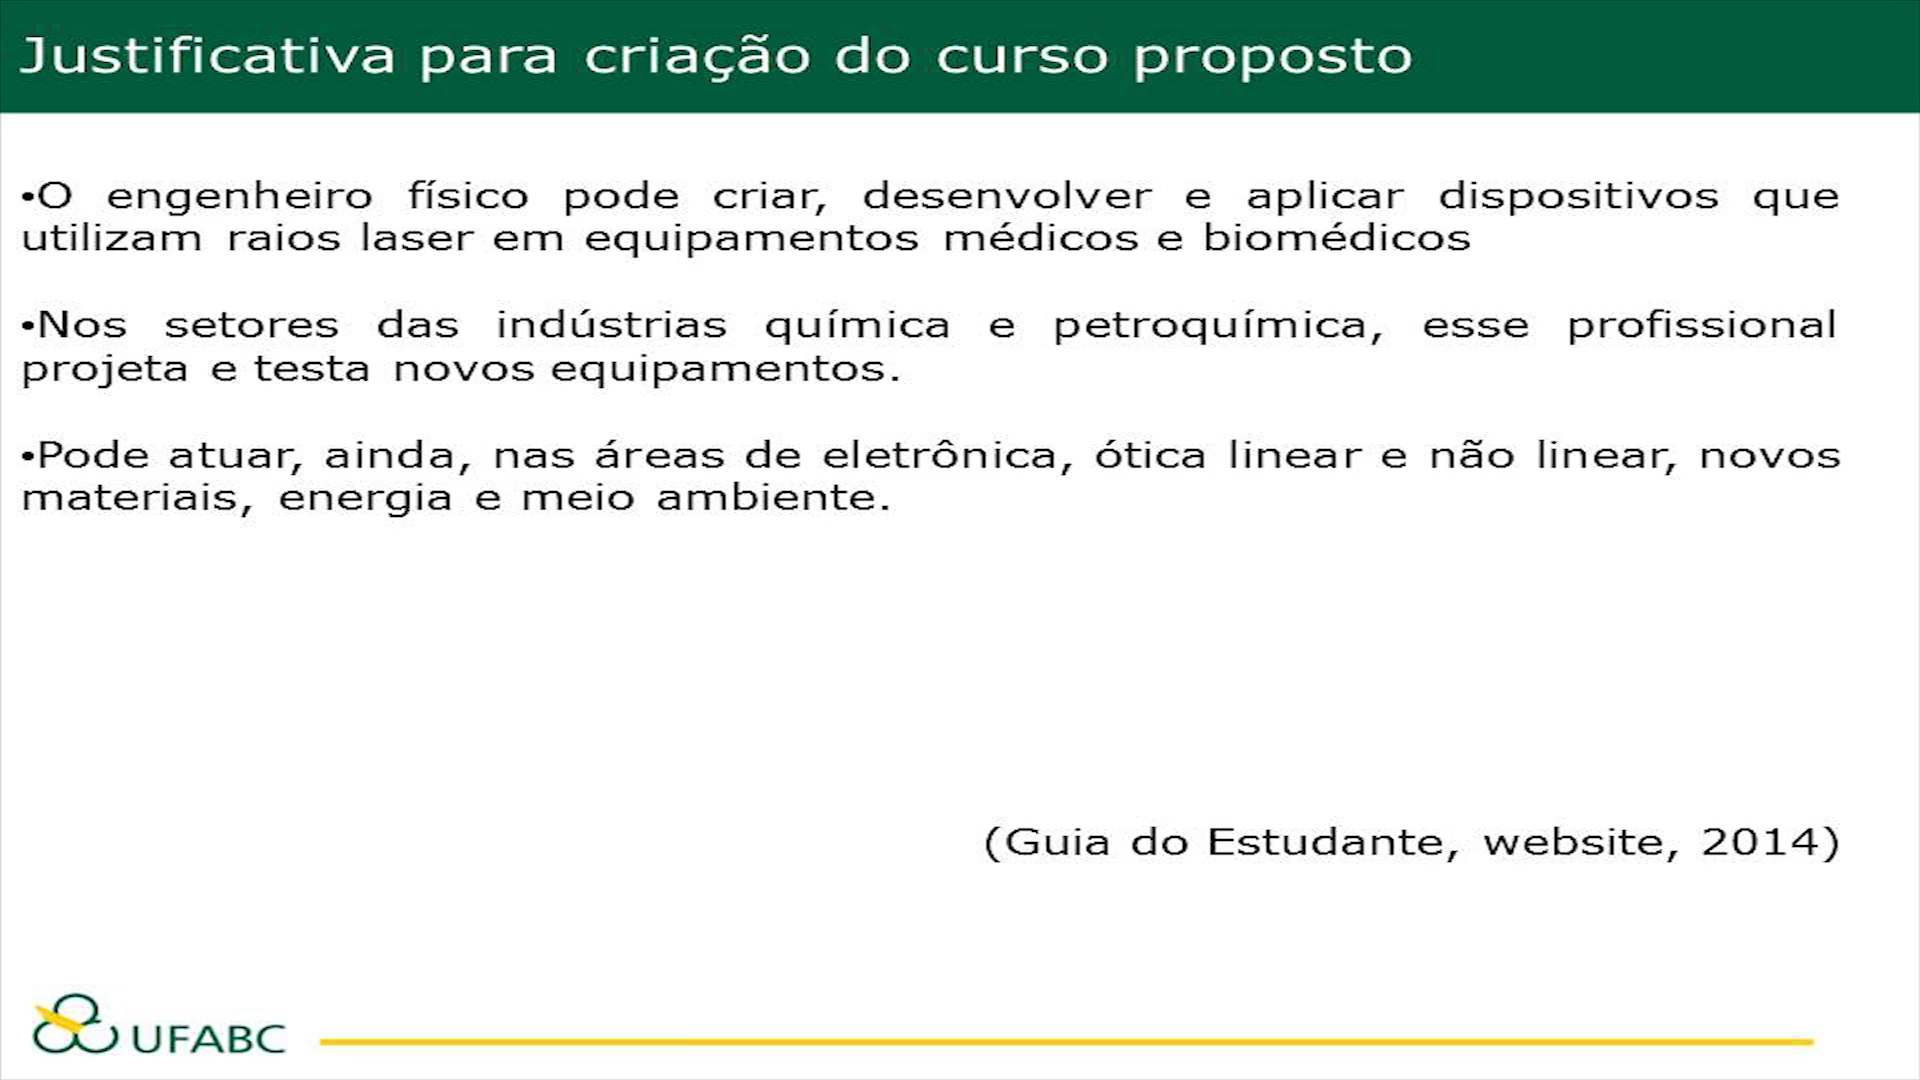 Justificativa para criação do curso proposto
•O engenheiro físico pode criar, desenvolver e aplicar dispositivos que
utilizam raios laser em equipamentos médicos e biomédicos
•Nos setores das indústrias química e petroquímica, esse profissional
projeta e testa novos equipamentos.
•Pode atuar, ainda, nas áreas de eletrônica, ótica linear e não linear, novos
materiais, energia e meio ambiente.
(Guia do Estudante, website, 2014)
UFABC